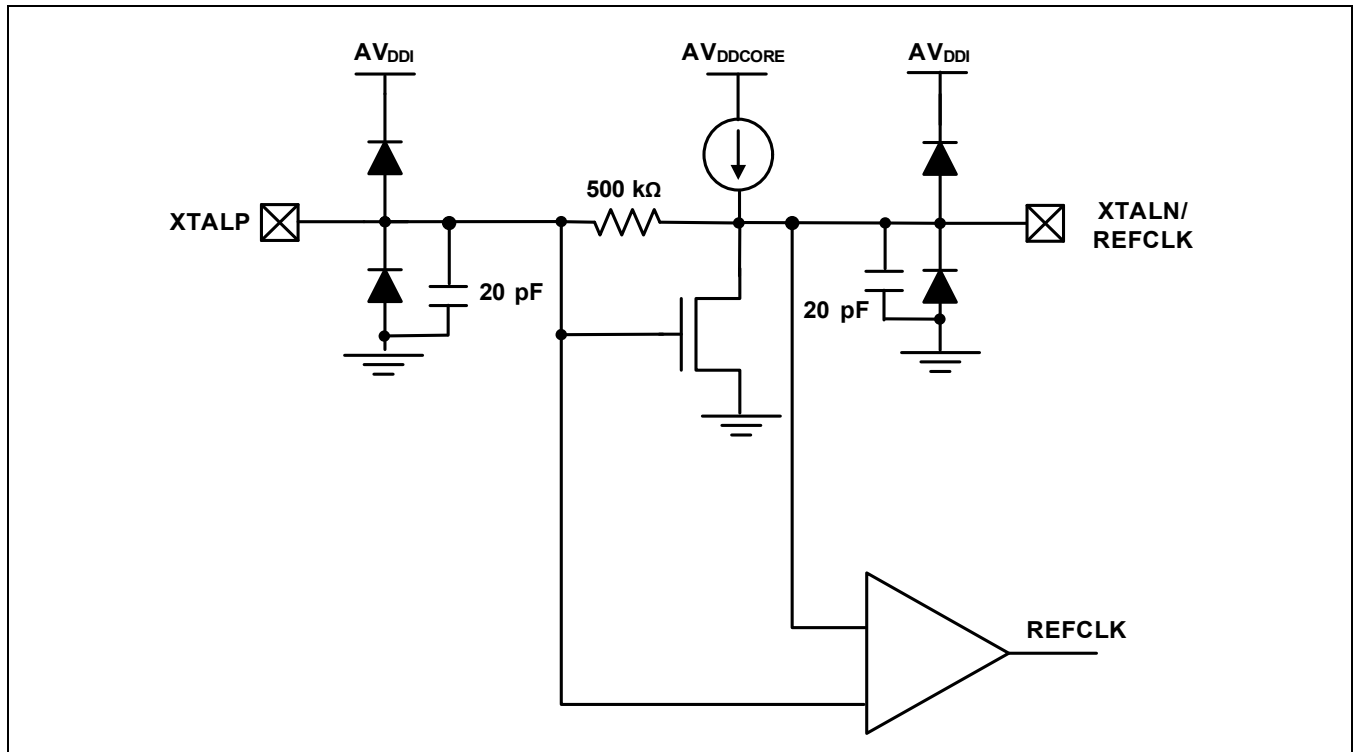 AVDDI
AVDDCORE
AVDDI
500 kΩ
XTALP
XTALN/
REFCLK
20 pF
20 pF
REFCLK